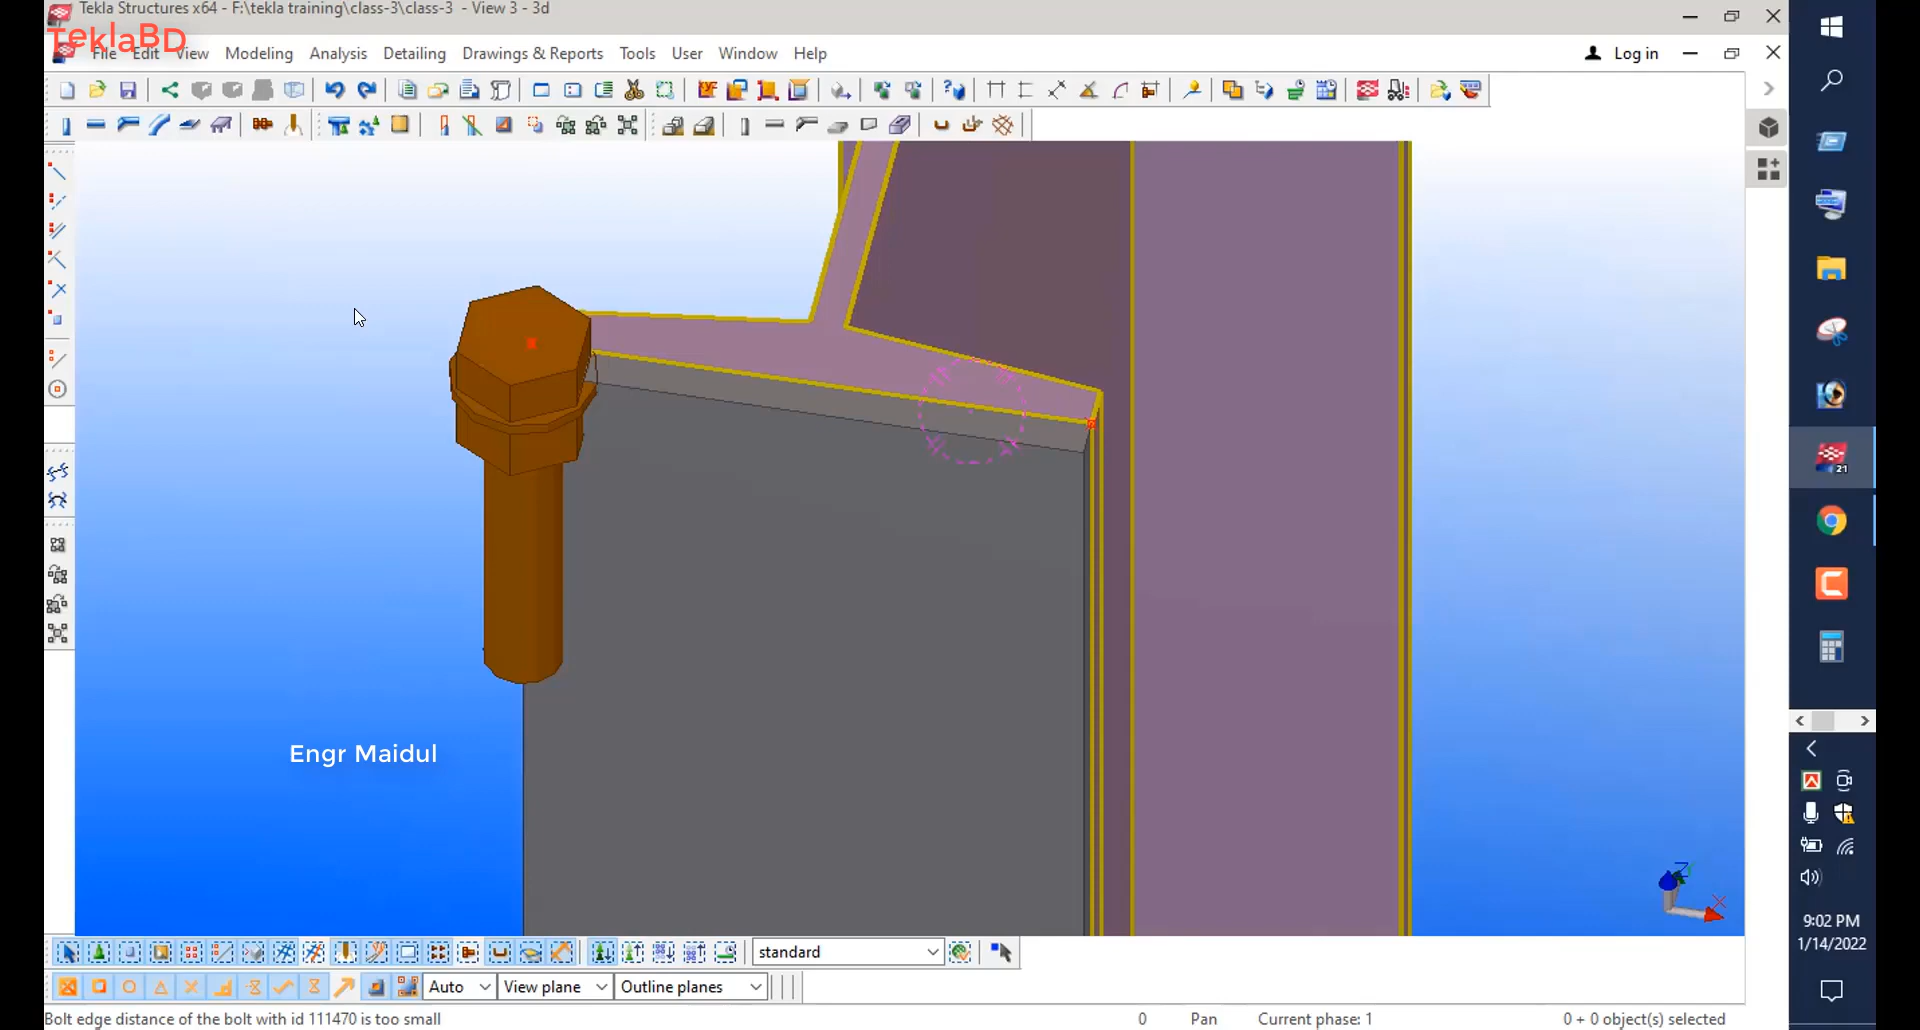 Tekla Structures x64 - F:\tekla training\class-3\class-3 - View 3 - 3d
TeklaBD
File Edit View Modeling Analysis Detailing Drawings & Reports Tools User Window Help
Log in
21
Engr Maidul
Z
X
9:02 PM
1/14/2022
standard
Auto
View plane
Outline planes
Bolt edge distance of the bolt with id 111470 is too small
0
Pan
Current phase: 1
0 + 0 object(s) selected